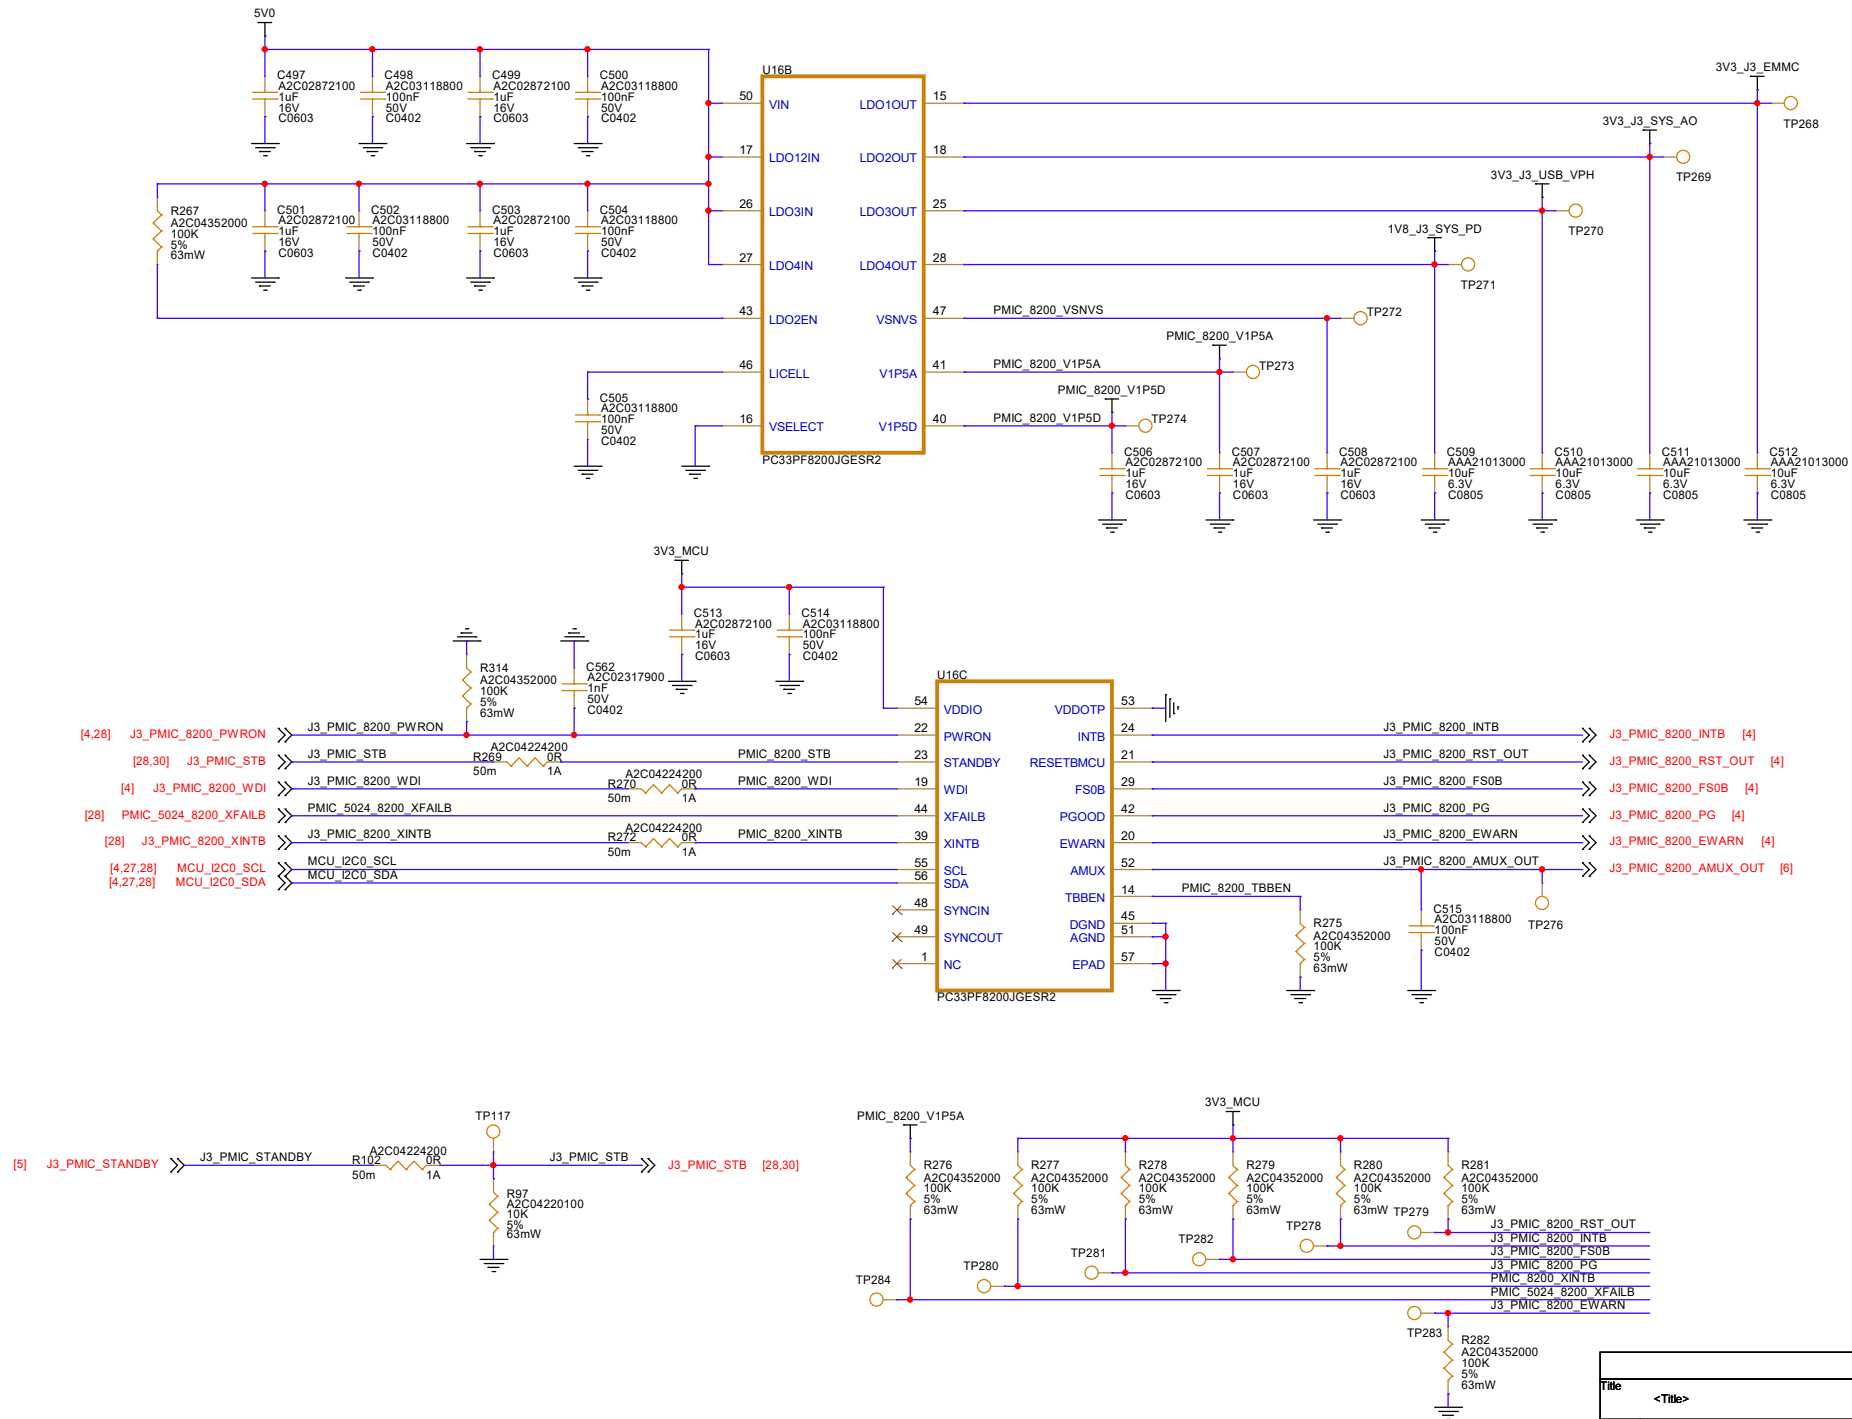 5V0
C497
A2C02872100
1uF
16V
C0603
C498
A2C03118800
100nF
50V
C0402
C499
A2C02872100
1uF
16V
C0603
C500
A2C03118800
100nF
50V
C0402
R267
A2C04352000
100K
5%
63mW
C501
A2C02872100
1uF
16V
C0603
C502
A2C03118800
100nF
50V
C0402
C503
A2C02872100
1uF
16V
C0603
C504
A2C03118800
100nF
50V
C0402
C505
A2C03118800
100nF
50V
C0402
U16B
50 VIN LDO1OUT 15
17 LDO12IN LDO2OUT 18
26 LDO3IN LDO3OUT 25
27 LDO4IN LDO4OUT 28
43 LDO2EN VSNVS 47
46 LICELL V1P5A 41
16 VSELECT V1P5D 40
PC33PF8200JGESR2
3V3_J3_EMMC
TP268
3V3_J3_SYS_AO
TP269
3V3_J3_USB_VPH
TP270
1V8_J3_SYS_PD
TP271
PMIC_8200_VSNVS
TP272
PMIC_8200_V1P5A
PMIC_8200_V1P5A
TP273
PMIC_8200_V1P5D
PMIC_8200_V1P5D
TP274
C506
A2C02872100
1uF
16V
C0603
C507
A2C02872100
1uF
16V
C0603
C508
A2C02872100
1uF
16V
C0603
C509
AAA21013000
10uF
6.3V
C0805
C510
AAA21013000
10uF
6.3V
C0805
C511
AAA21013000
10uF
6.3V
C0805
C512
AAA21013000
10uF
6.3V
C0805
3V3_MCU
C513
A2C02872100
1uF
16V
C0603
C514
A2C03118800
100nF
50V
C0402
R314
A2C04352000
100K
5%
63mW
C562
A2C02317900
1nF
50V
C0402
[4,28] J3_PMIC_8200_PWRON J3_PMIC_8200_PWRON
[28,30] J3_PMIC_STB J3_PMIC_STB R269 A2C04224200 0R 50m 1A PMIC_8200_STB
[4] J3_PMIC_8200_WDI J3_PMIC_8200_WDI R270 A2C04224200 0R 50m 1A PMIC_8200_WDI
[28] PMIC_5024_8200_XFAILB PMIC_5024_8200_XFAILB
[28] J3_PMIC_8200_XINTB J3_PMIC_8200_XINTB R272 A2C04224200 0R 50m 1A PMIC_8200_XINTB
[4,27,28] MCU_I2C0_SCL MCU_I2C0_SCL
[4,27,28] MCU_I2C0_SDA MCU_I2C0_SDA
U16C
54 VDDIO VDDOTP 53
22 PWRON INTB 24
23 STANDBY RESETBMCU 21
19 WDI FS0B 29
44 XFAILB PGOOD 42
39 XINTB EWARN 20
55 SCL AMUX 52
56 SDA
TBBEN 14
48 SYNCIN DGND 45
49 SYNCOUT AGND 51
1 NC EPAD 57
PC33PF8200JGESR2
J3_PMIC_8200_INTB J3_PMIC_8200_INTB [4]
J3_PMIC_8200_RST_OUT J3_PMIC_8200_RST_OUT [4]
J3_PMIC_8200_FS0B J3_PMIC_8200_FS0B [4]
J3_PMIC_8200_PG J3_PMIC_8200_PG [4]
J3_PMIC_8200_EWARN J3_PMIC_8200_EWARN [4]
J3_PMIC_8200_AMUX_OUT J3_PMIC_8200_AMUX_OUT [6]
PMIC_8200_TBBEN
R275
A2C04352000
100K
5%
63mW
C515
A2C03118800
100nF
50V
C0402
TP276
TP117
[5] J3_PMIC_STANDBY J3_PMIC_STANDBY R102 A2C04224200 0R 50m 1A J3_PMIC_STB J3_PMIC_STB [28,30]
R97
A2C04220100
10K
5%
63mW
PMIC_8200_V1P5A
3V3_MCU
R276
A2C04352000
100K
5%
63mW
R277
A2C04352000
100K
5%
63mW
R278
A2C04352000
100K
5%
63mW
R279
A2C04352000
100K
5%
63mW
R280
A2C04352000
100K
5%
63mW
R281
A2C04352000
100K
5%
63mW
TP279 J3_PMIC_8200_RST_OUT
TP278 J3_PMIC_8200_INTB
TP282 J3_PMIC_8200_FS0B
TP281 J3_PMIC_8200_PG
TP280 PMIC_8200_XINTB
TP284 PMIC_5024_8200_XFAILB
TP283 J3_PMIC_8200_EWARN
R282
A2C04352000
100K
5%
63mW
Title
<Title>